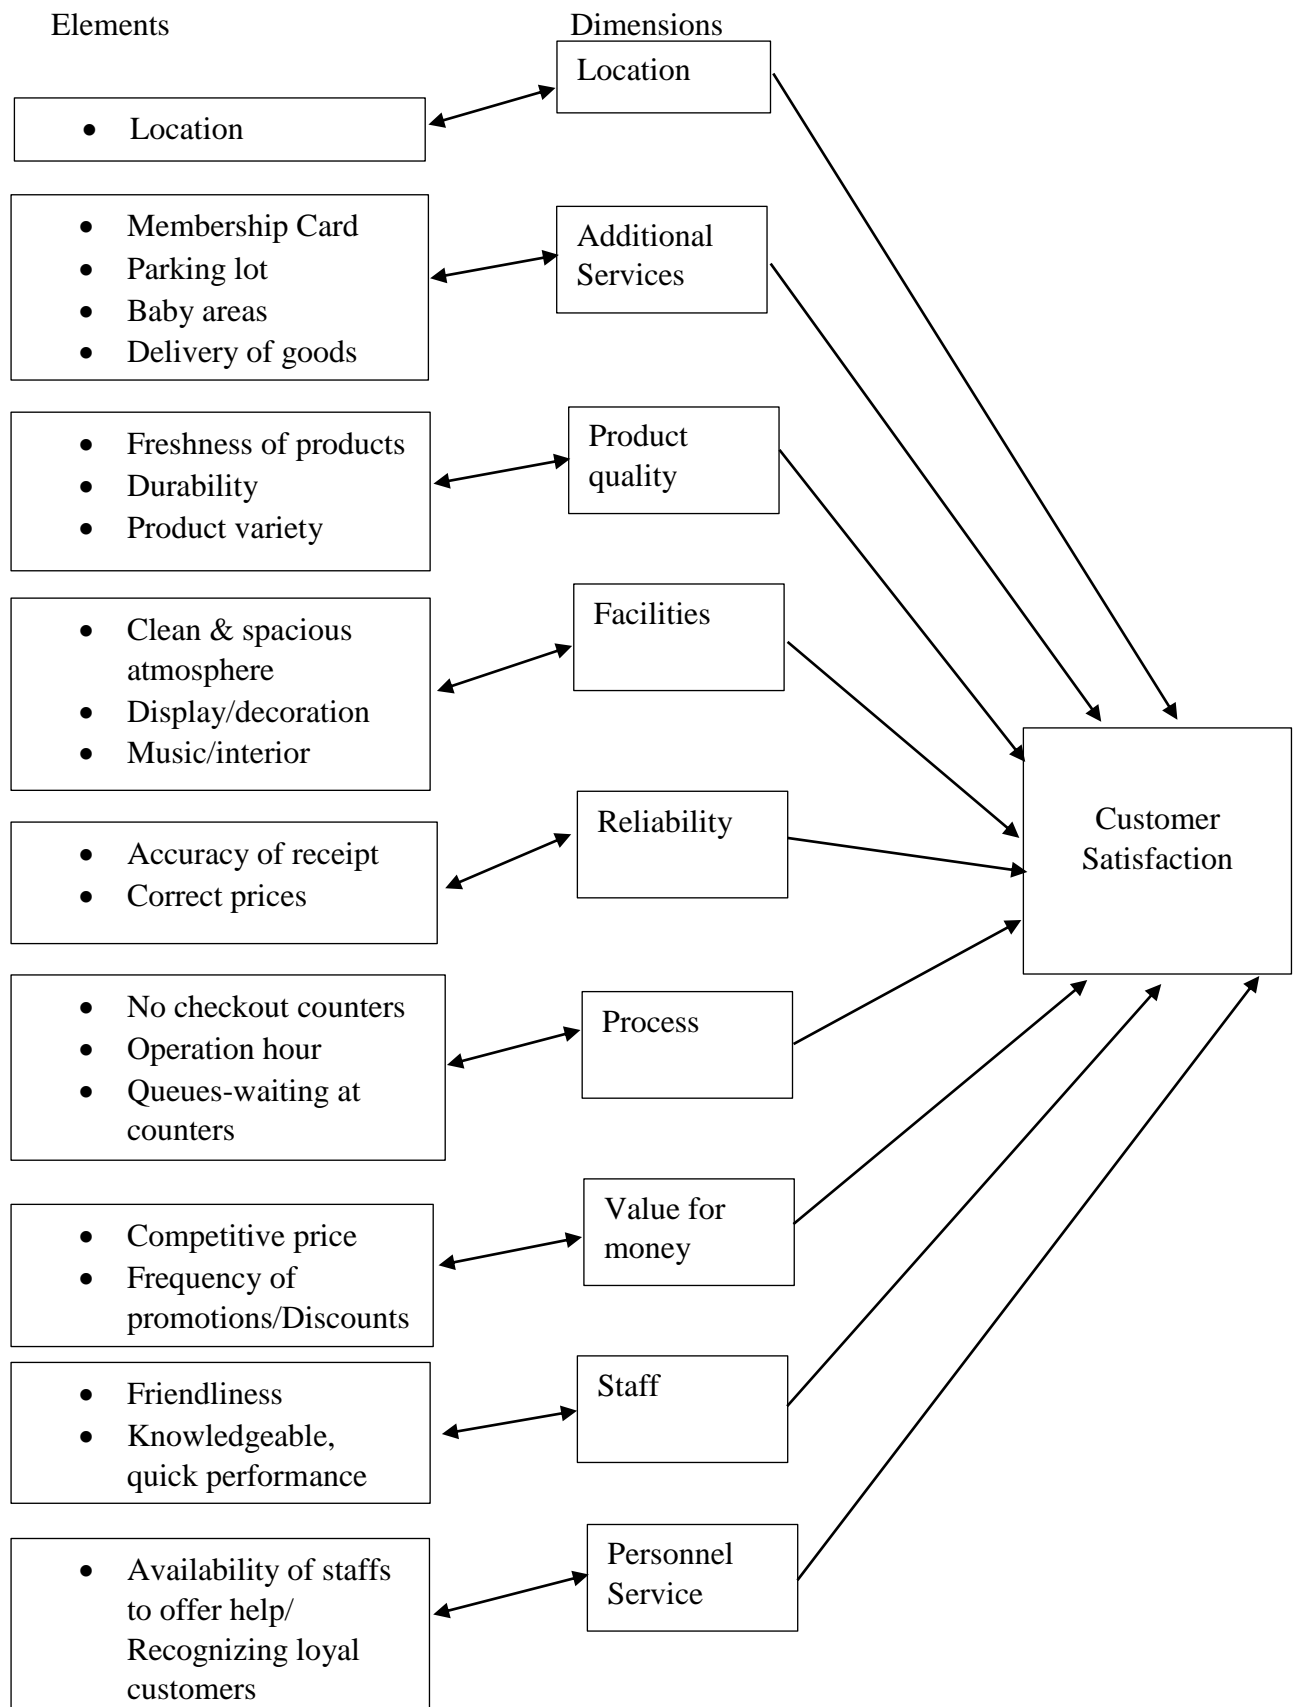 Elements
Dimensions
Location
• Location
• Membership Card
• Parking lot
• Baby areas
• Delivery of goods
Additional
Services
• Freshness of products
• Durability
• Product variety
Product
quality
• Clean & spacious
atmosphere
• Display/decoration
• Music/interior
Facilities
• Accuracy of receipt
• Correct prices
Reliability
Customer
Satisfaction
• No checkout counters
• Operation hour
• Queues-waiting at
counters
Process
• Competitive price
• Frequency of
promotions/Discounts
Value for
money
• Friendliness
• Knowledgeable,
quick performance
Staff
• Availability of staffs
to offer help/
Recognizing loyal
customers
Personnel
Service